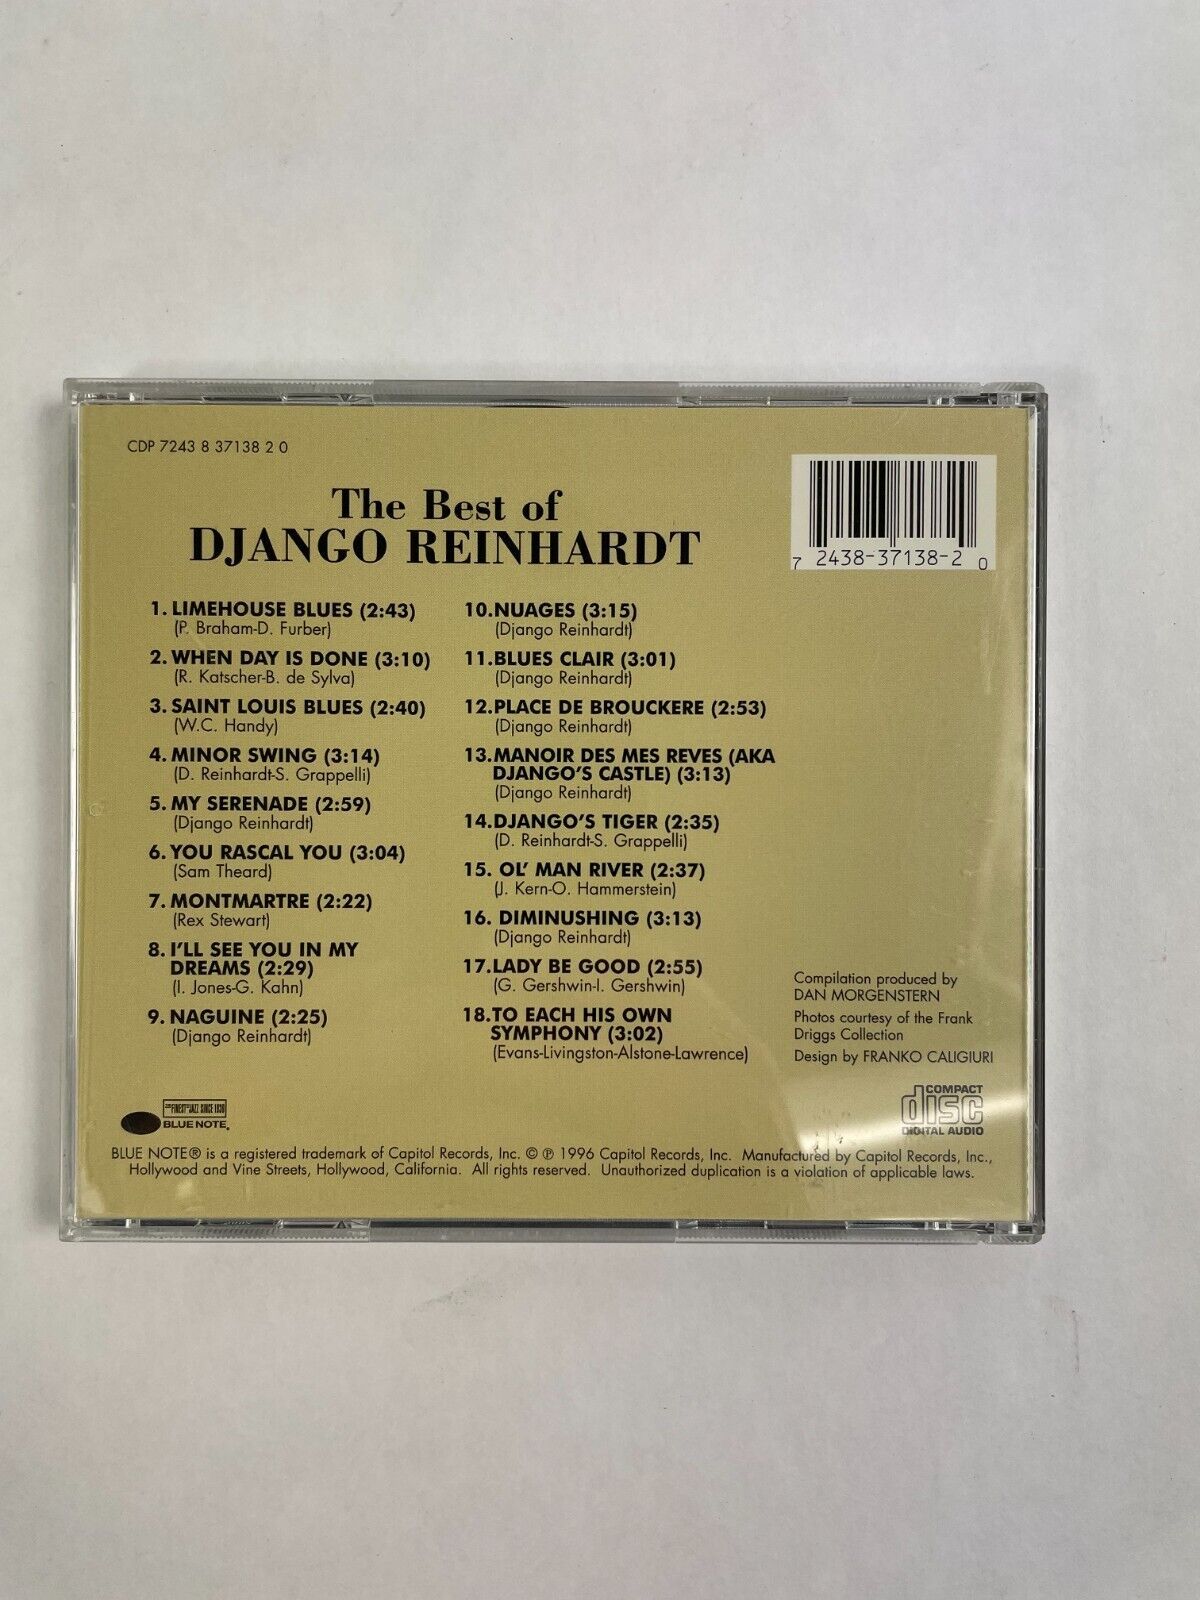 CDP 7243 8 37138 2 0
The Best of
DJANGO REINHARDT
7 2438-37138-2 0
1. LIMEHOUSE BLUES (2:43)
(P. Braham-D. Furber)
2. WHEN DAY IS DONE (3:10)
(R. Katscher-B. de Sylva)
3. SAINT LOUIS BLUES (2:40)
(W.C. Handy)
4. MINOR SWING (3:14)
(D. Reinhardt-S. Grappelli)
5. MY SERENADE (2:59)
(Django Reinhardt)
6. YOU RASCAL YOU (3:04)
(Sam Theard)
7. MONTMARTRE (2:22)
(Rex Stewart)
8. I'LL SEE YOU IN MY
DREAMS (2:29)
(I. Jones-G. Kahn)
9. NAGUINE (2:25)
(Django Reinhardt)
10. NUAGES (3:15)
(Django Reinhardt)
11. BLUES CLAIR (3:01)
(Django Reinhardt)
12. PLACE DE BROUCKERE (2:53)
(Django Reinhardt)
13. MANOIR DES MES REVES (AKA
DJANGO'S CASTLE) (3:13)
(Django Reinhardt)
14. DJANGO'S TIGER (2:35)
(D. Reinhardt-S. Grappelli)
15. OL' MAN RIVER (2:37)
(J. Kern-O. Hammerstein)
16. DIMINUSHING (3:13)
(Django Reinhardt)
17. LADY BE GOOD (2:55)
(G. Gershwin-I. Gershwin)
18. TO EACH HIS OWN
SYMPHONY (3:02)
(Evans-Livingston-Alstone-Lawrence)
Compilation produced by
DAN MORGENSTERN
Photos courtesy of the Frank
Driggs Collection
Design by FRANKO CALIGIURI
COMPACT
disc
DIGITAL AUDIO
THE FINEST IN JAZZ SINCE 1939
BLUE NOTE®
BLUE NOTE® is a registered trademark of Capitol Records, Inc. © ℗ 1996 Capitol Records, Inc. Manufactured by Capitol Records, Inc.,
Hollywood and Vine Streets, Hollywood, California. All rights reserved. Unauthorized duplication is a violation of applicable laws.